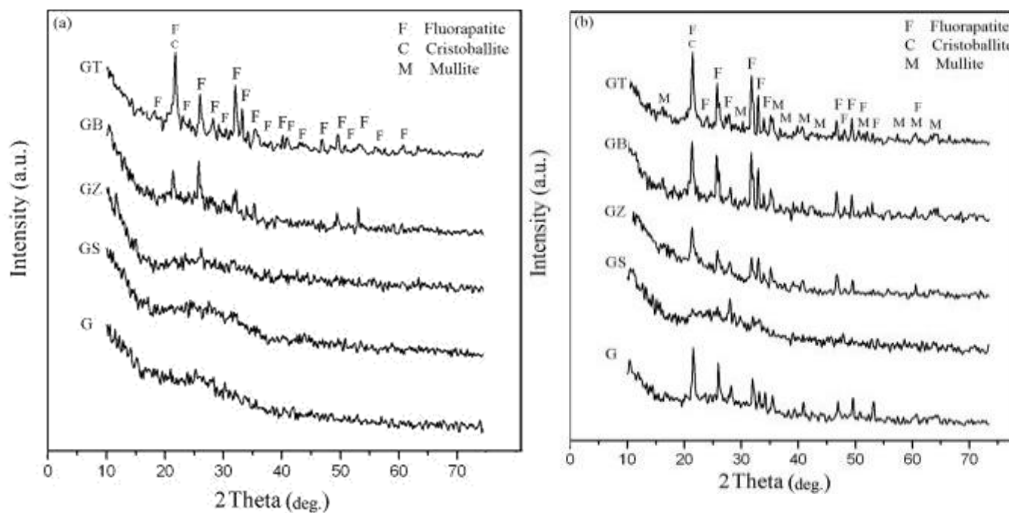 (a)
F Fluorapatite
C Cristoballite
M Mullite
F
C
F F F F F F F F F F F F F F F F F F
GT
GB
GZ
GS
G
Intensity (a.u.)
0 10 20 30 40 50 60 70
2 Theta (deg.)
(b)
F Fluorapatite
C Cristoballite
M Mullite
F
C
M F F F M F F F M M M M F F F F M F M F M M
GT
GB
GZ
GS
G
Intensity (a.u.)
0 10 20 30 40 50 60 70
2 Theta (deg.)